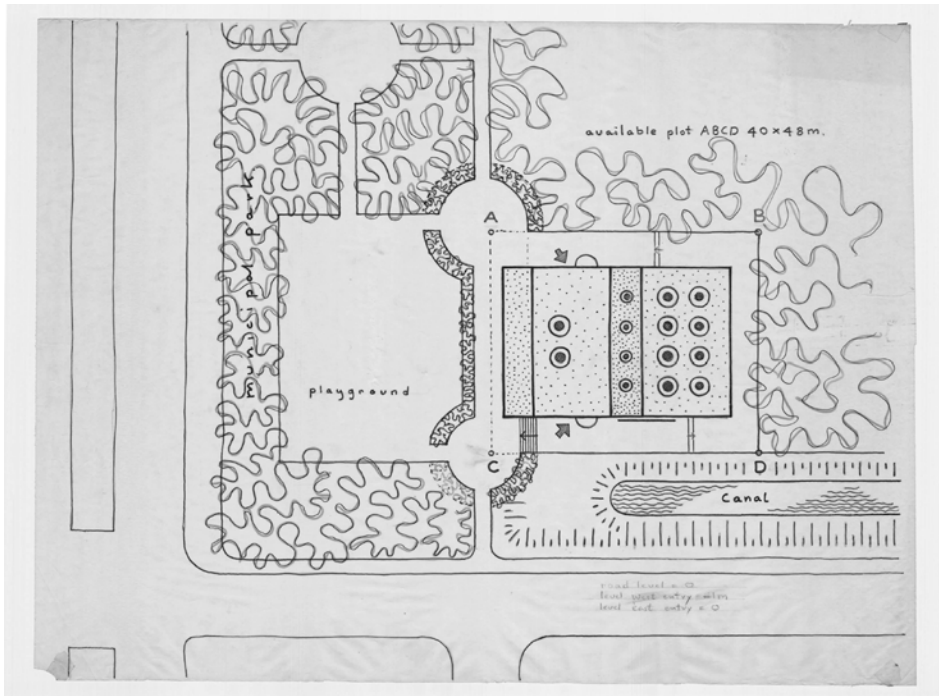 available plot ABCD 40×48m.
municipal park
A
B
playground
C
D
Canal
road level = 0
level west entry
level east entry = 0